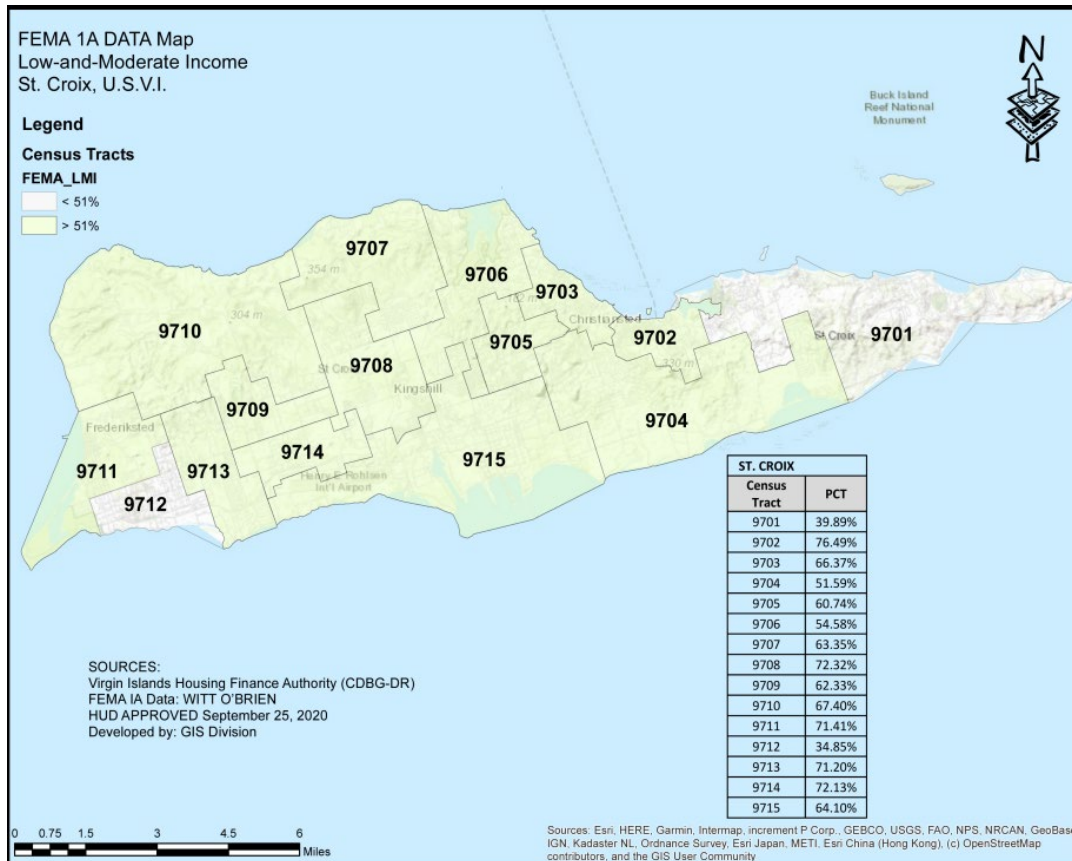 FEMA 1A DATA Map
Low-and-Moderate Income
St. Croix, U.S.V.I.
Legend
Census Tracts
FEMA_LMI
< 51%
> 51%
N
Buck Island
Reef National
Monument
9707
354 m
9706
9703
182 m
9710
304 m
Christiansted
9702
St Croix
9701
9705
9708
St Croix
330 m
Kingshill
9709
9704
Frederiksted
9714
9715
9711
9713
Henry E Rohlsen
Int'l Airport
9712
ST. CROIX
Census Tract PCT
9701 39.89%
9702 76.49%
9703 66.37%
9704 51.59%
9705 60.74%
9706 54.58%
9707 63.35%
9708 72.32%
9709 62.33%
9710 67.40%
9711 71.41%
9712 34.85%
9713 71.20%
9714 72.13%
9715 64.10%
SOURCES:
Virgin Islands Housing Finance Authority (CDBG-DR)
FEMA IA Data: WITT O'BRIEN
HUD APPROVED September 25, 2020
Developed by: GIS Division
0 0.75 1.5 3 4.5 6
Miles
Sources: Esri, HERE, Garmin, Intermap, increment P Corp., GEBCO, USGS, FAO, NPS, NRCAN, GeoBase,
IGN, Kadaster NL, Ordnance Survey, Esri Japan, METI, Esri China (Hong Kong), (c) OpenStreetMap
contributors, and the GIS User Community